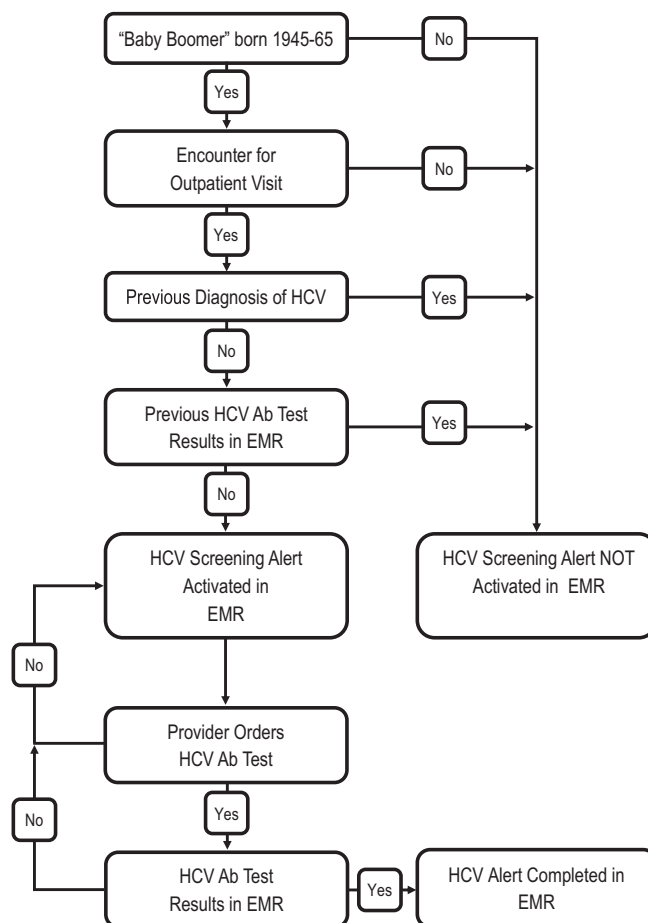 “Baby Boomer” born 1945-65
No
Yes
Encounter for
Outpatient Visit
No
Yes
Previous Diagnosis of HCV
Yes
No
Previous HCV Ab Test
Results in EMR
Yes
No
HCV Screening Alert
Activated in
EMR
HCV Screening Alert NOT
Activated in EMR
No
Provider Orders
HCV Ab Test
Yes
No
HCV Ab Test
Results in EMR
Yes
HCV Alert Completed in
EMR